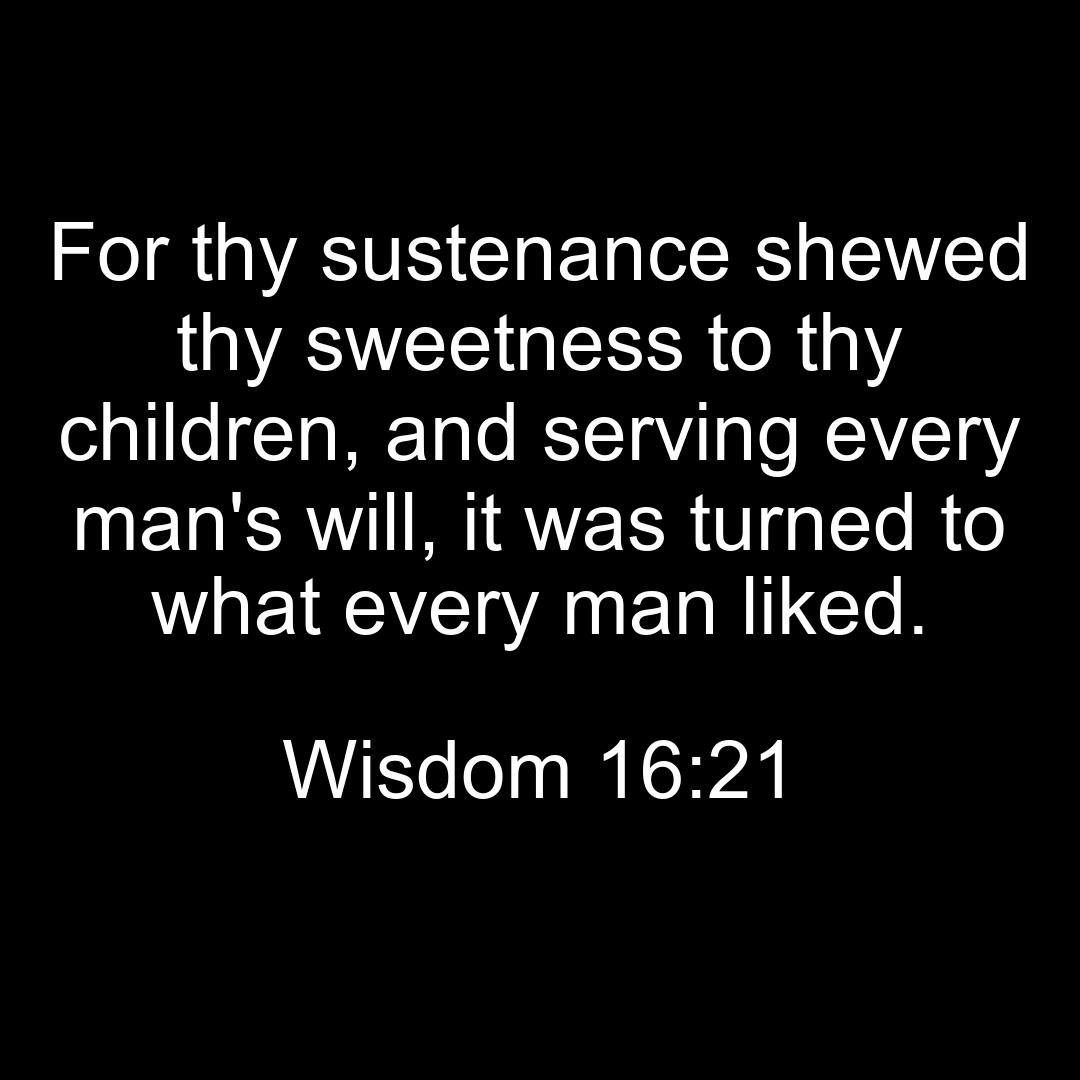 For thy sustenance shewed
thy sweetness to thy
children, and serving every
man's will, it was turned to
what every man liked.
Wisdom 16:21